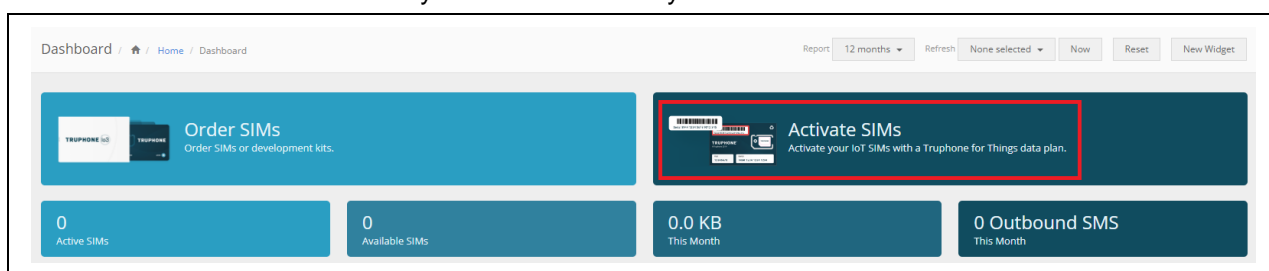 Dashboard / / Home / Dashboard
Report 12 months Refresh None selected Now Reset New Widget
Order SIMs
Order SIMs or development kits.
TRUPHONE TRUPHONE
Activate SIMs
Activate your IoT SIMs with a Truphone for Things data plan.
TRUPHONE
0
Active SIMs
0
Available SIMs
0.0 KB
This Month
0 Outbound SMS
This Month